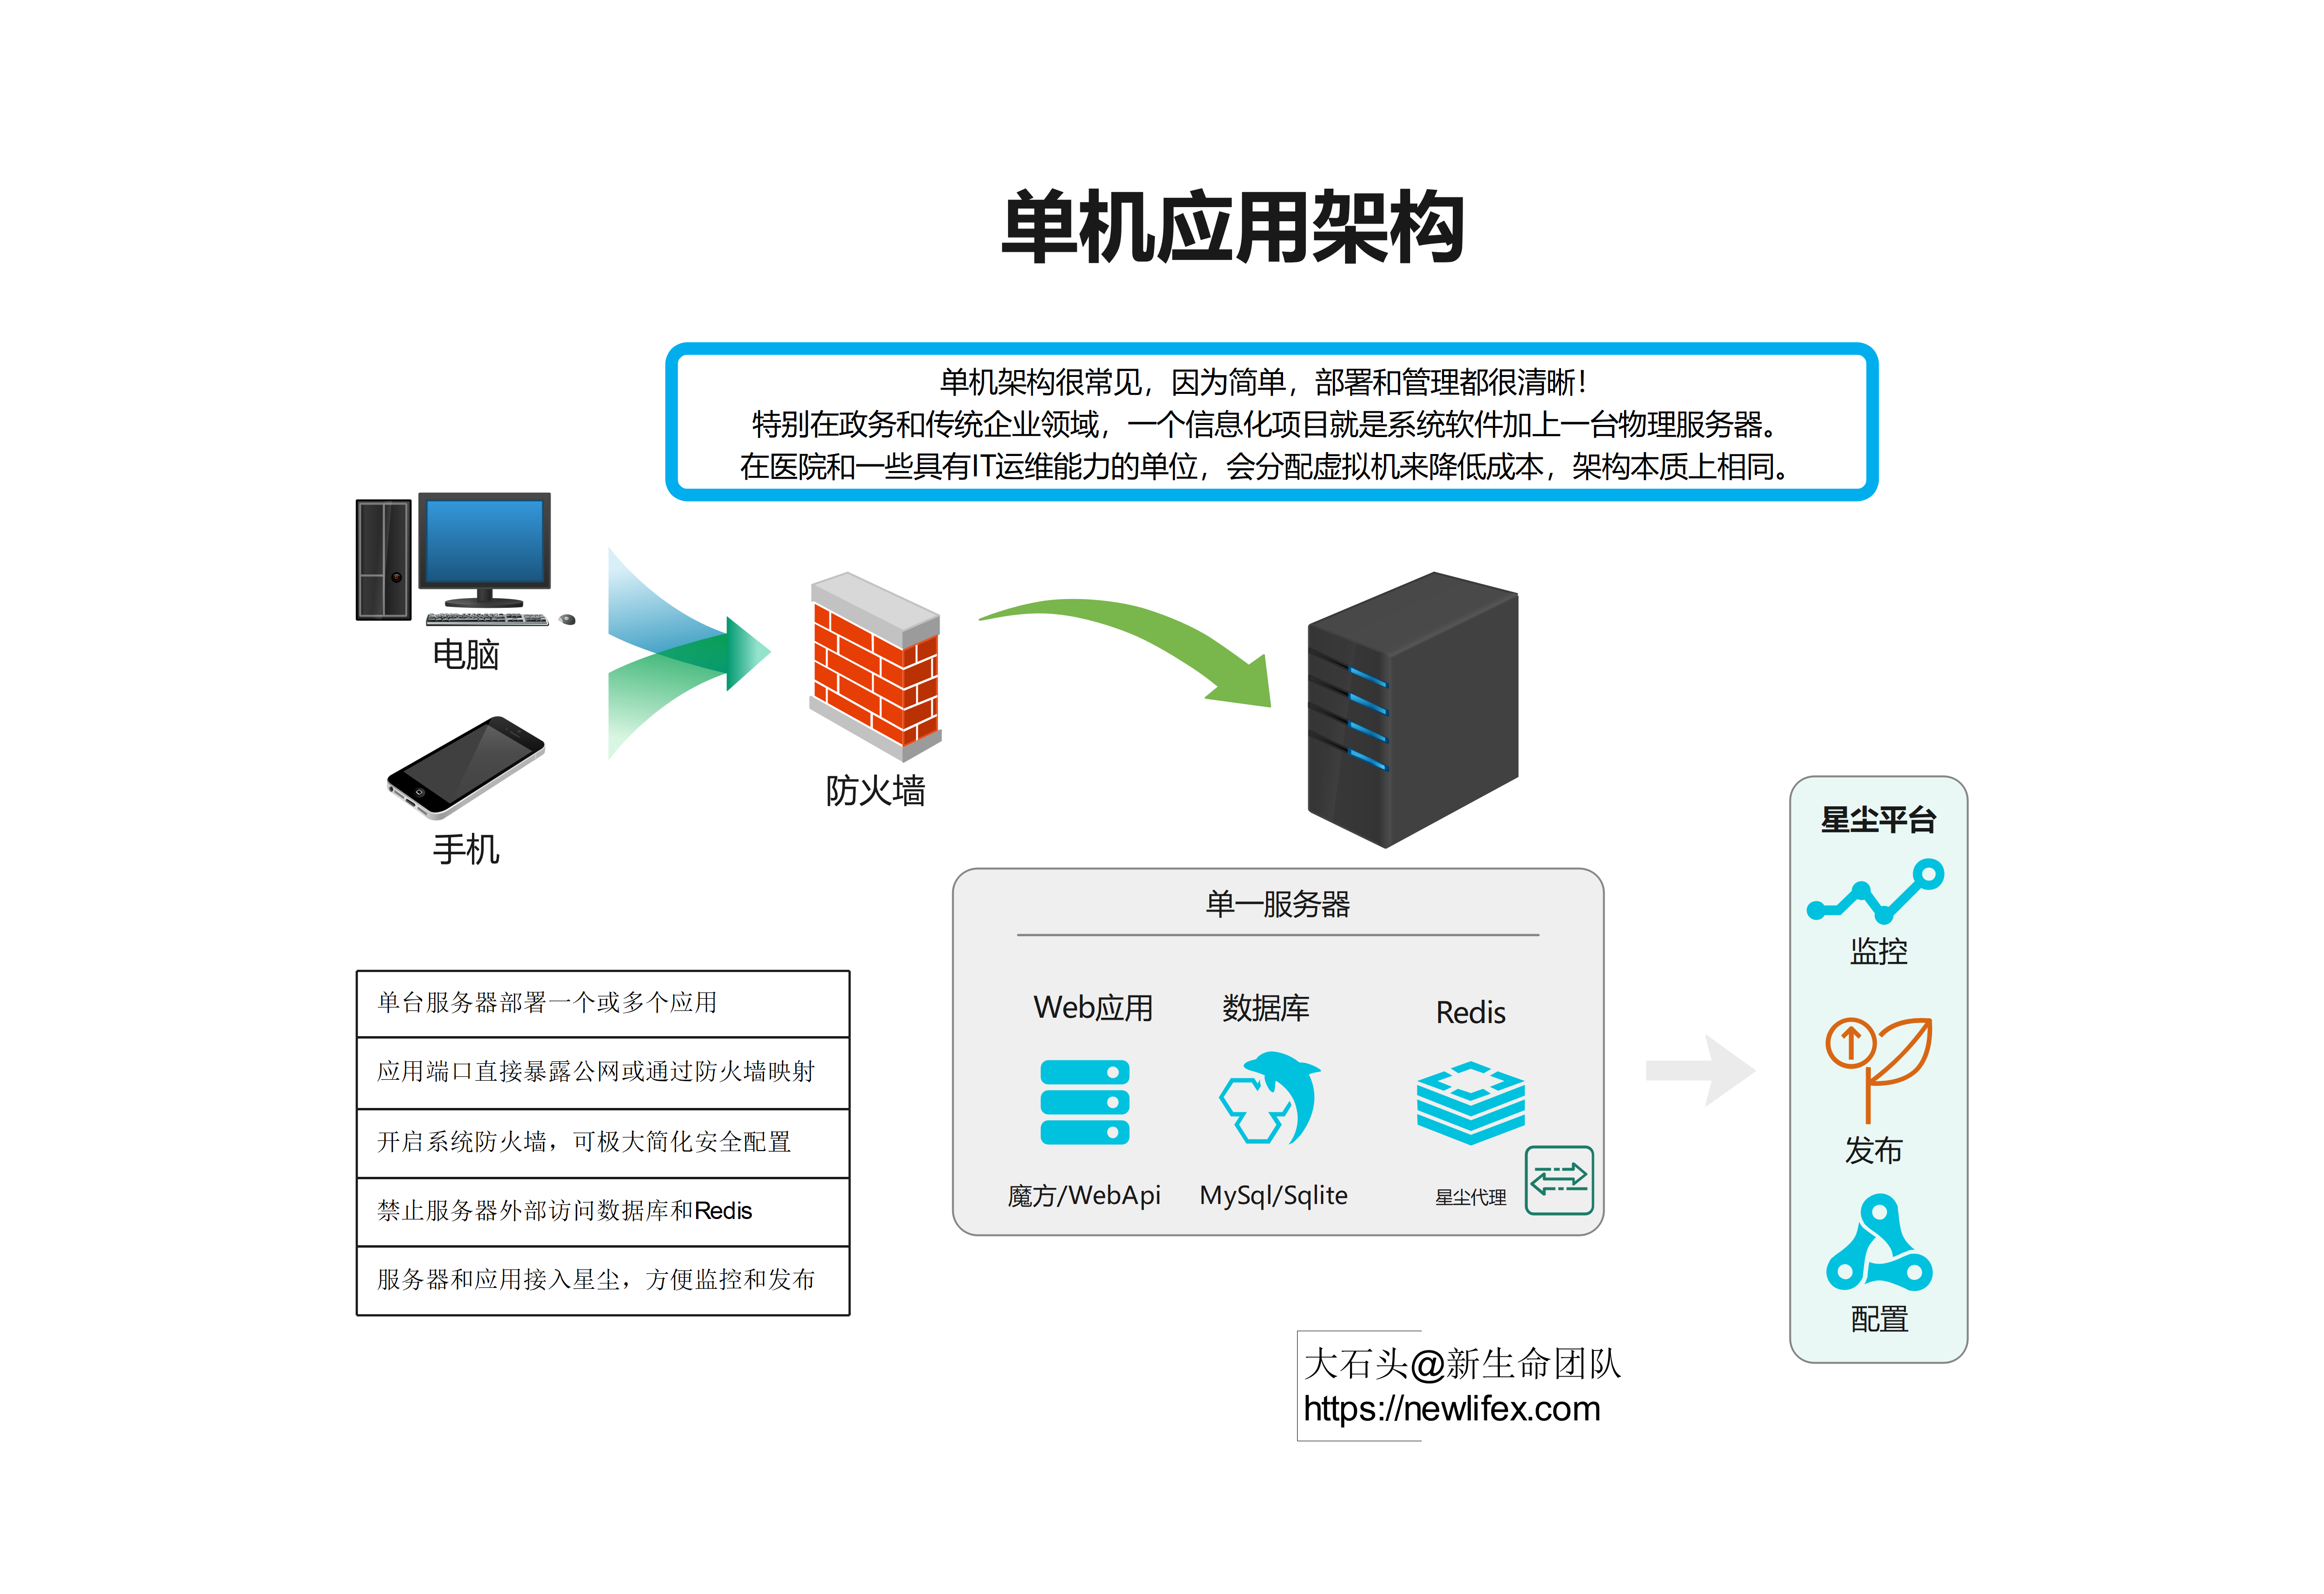 单机应用架构
单机架构很常见，因为简单，部署和管理都很清晰！
特别在政务和传统企业领域，一个信息化项目就是系统软件加上一台物理服务器。
在医院和一些具有IT运维能力的单位，会分配虚拟机来降低成本，架构本质上相同。
电脑
手机
防火墙
单一服务器
Web应用
数据库
Redis
魔方/WebApi
MySql/Sqlite
星尘代理
星尘平台
监控
发布
配置
单台服务器部署一个或多个应用
应用端口直接暴露公网或通过防火墙映射
开启系统防火墙，可极大简化安全配置
禁止服务器外部访问数据库和Redis
服务器和应用接入星尘，方便监控和发布
大石头@新生命团队
https://newlifex.com